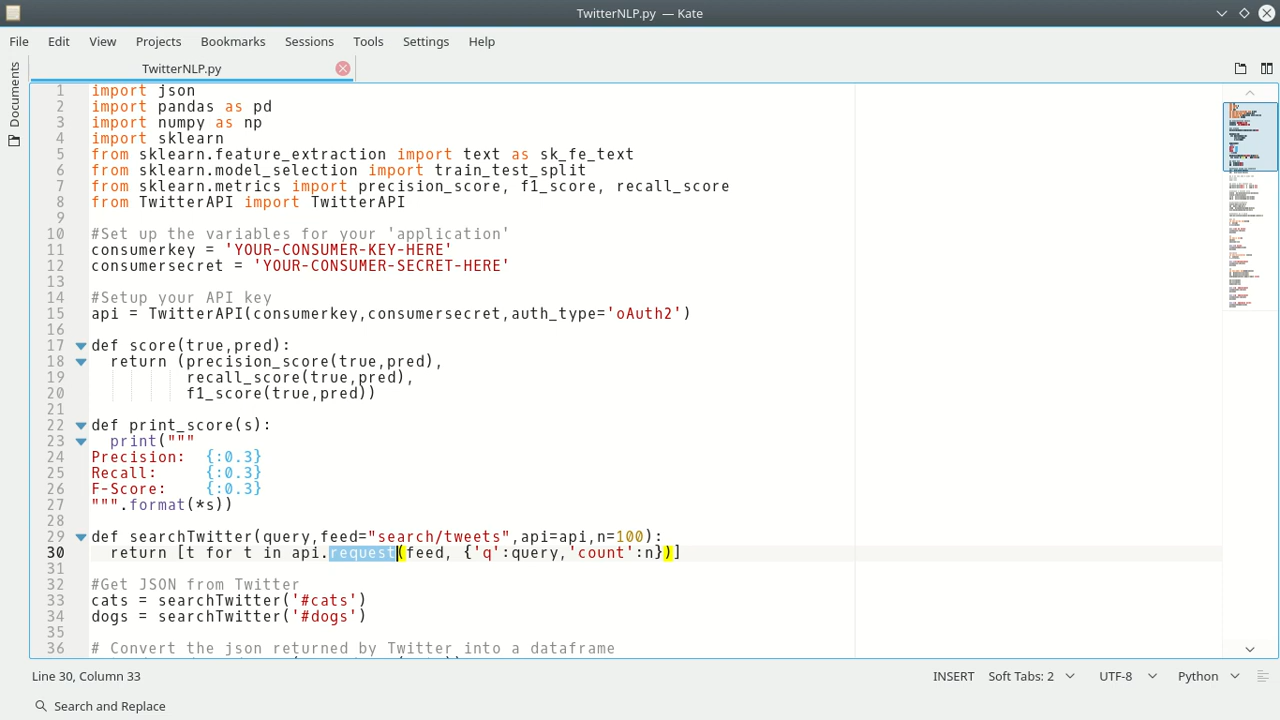 TwitterNLP.py — Kate
File Edit View Projects Bookmarks Sessions Tools Settings Help
Documents
TwitterNLP.py
1 import json
2 import pandas as pd
3 import numpy as np
4 import sklearn
5 from sklearn.feature_extraction import text as sk_fe_text
6 from sklearn.model_selection import train_test_split
7 from sklearn.metrics import precision_score, f1_score, recall_score
8 from TwitterAPI import TwitterAPI
9
10 #Set up the variables for your 'application'
11 consumerkey = 'YOUR-CONSUMER-KEY-HERE'
12 consumersecret = 'YOUR-CONSUMER-SECRET-HERE'
13
14 #Setup your API key
15 api = TwitterAPI(consumerkey,consumersecret,auth_type='oAuth2')
16
17 def score(true,pred):
18   return (precision_score(true,pred),
19           recall_score(true,pred),
20           f1_score(true,pred))
21
22 def print_score(s):
23   print("""
24 Precision:  {:0.3}
25 Recall:     {:0.3}
26 F-Score:    {:0.3}
27 """.format(*s))
28
29 def searchTwitter(query,feed="search/tweets",api=api,n=100):
30   return [t for t in api.request(feed, {'q':query,'count':n})]
31
32 #Get JSON from Twitter
33 cats = searchTwitter('#cats')
34 dogs = searchTwitter('#dogs')
35
36 # Convert the json returned by Twitter into a dataframe
Line 30, Column 33 INSERT Soft Tabs: 2 UTF-8 Python
Search and Replace